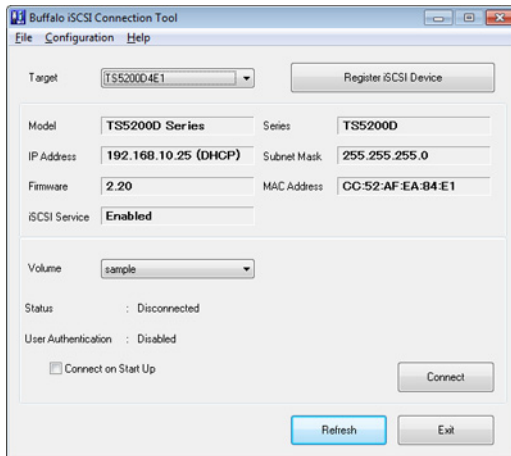 Buffalo iSCSI Connection Tool
File Configuration Help
Target TS5200D4E1 Register iSCSI Device
Model TS5200D Series Series TS5200D
IP Address 192.168.10.25 (DHCP) Subnet Mask 255.255.255.0
Firmware 2.20 MAC Address CC:52:AF:EA:84:E1
iSCSI Service Enabled
Volume sample
Status : Disconnected
User Authentication : Disabled
Connect on Start Up
Connect
Refresh Exit